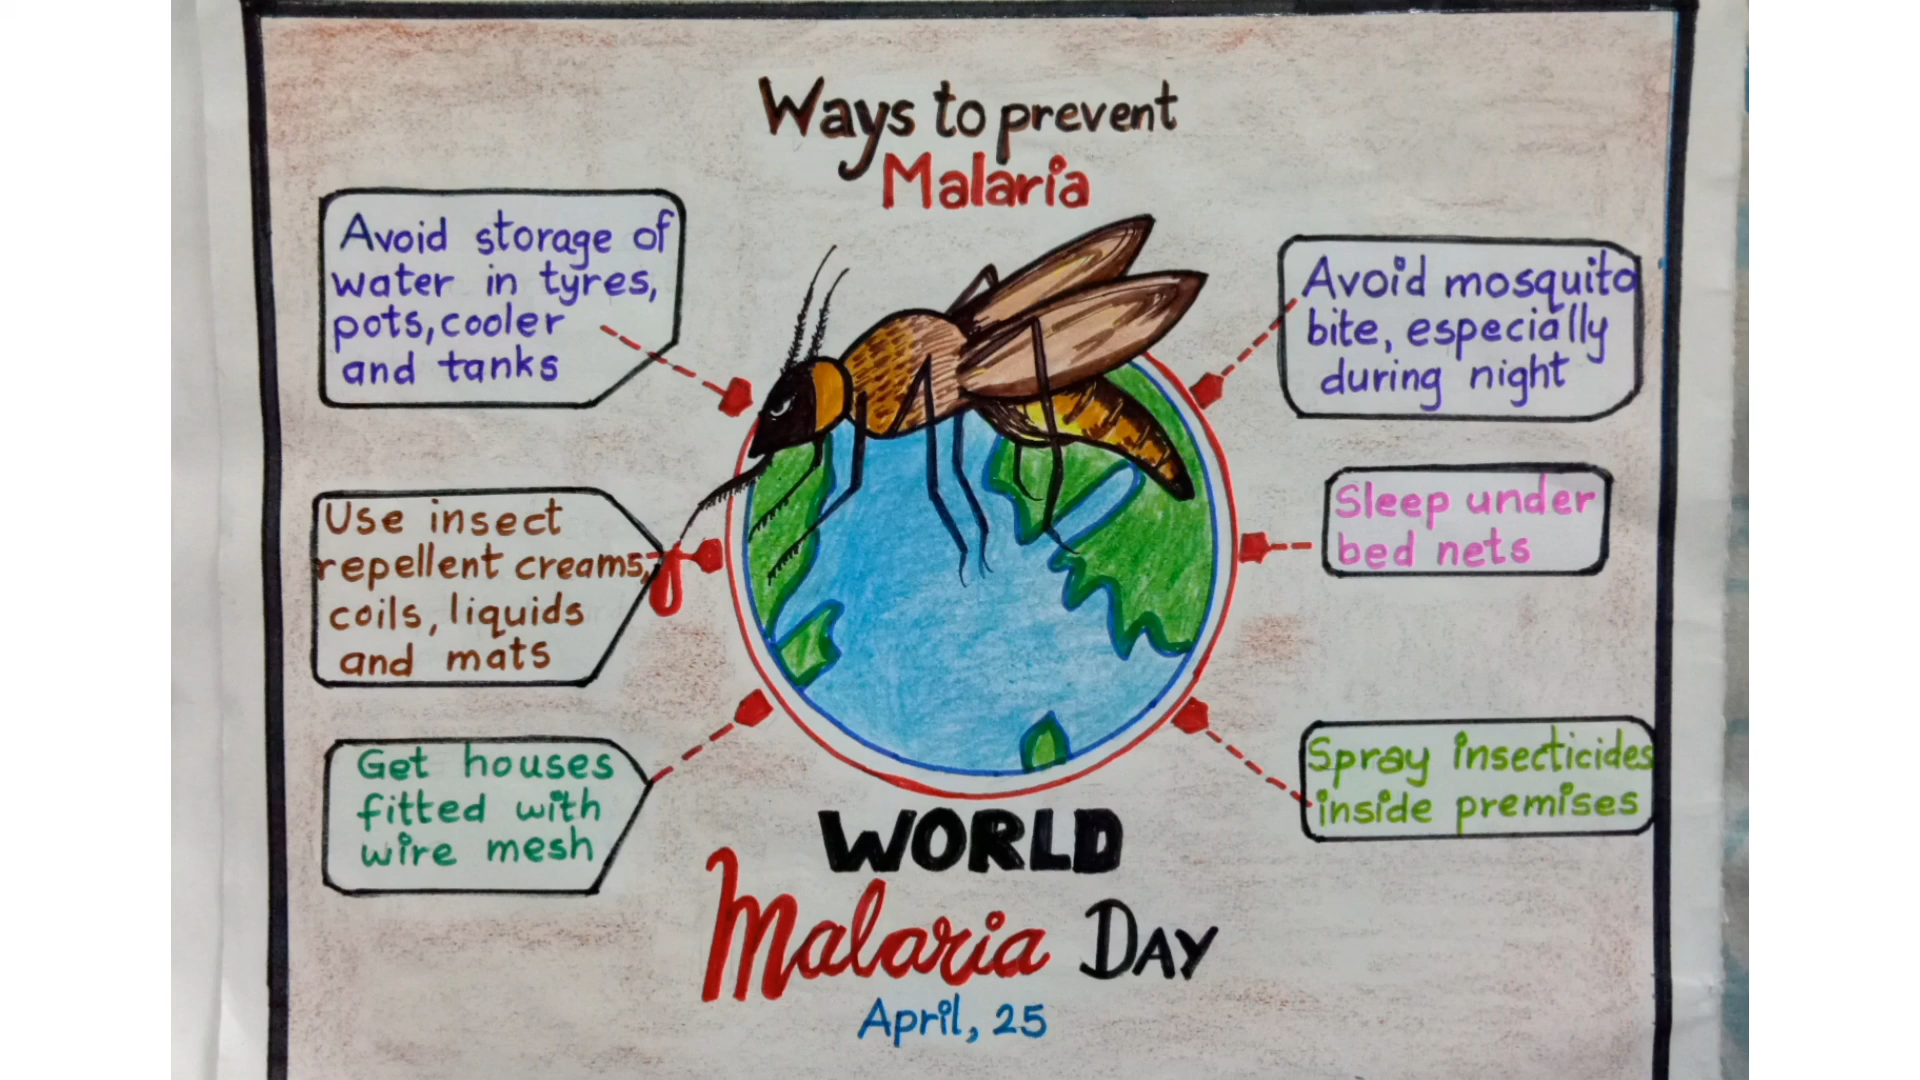 Ways to prevent
Malaria
Avoid storage of
water in tyres,
pots, cooler
and tanks
Use insect
repellent creams,
coils, liquids
and mats
Get houses
fitted with
wire mesh
Avoid mosquito
bite, especially
during night
Sleep under
bed nets
Spray insecticides
inside premises
WORLD
Malaria DAY
April, 25